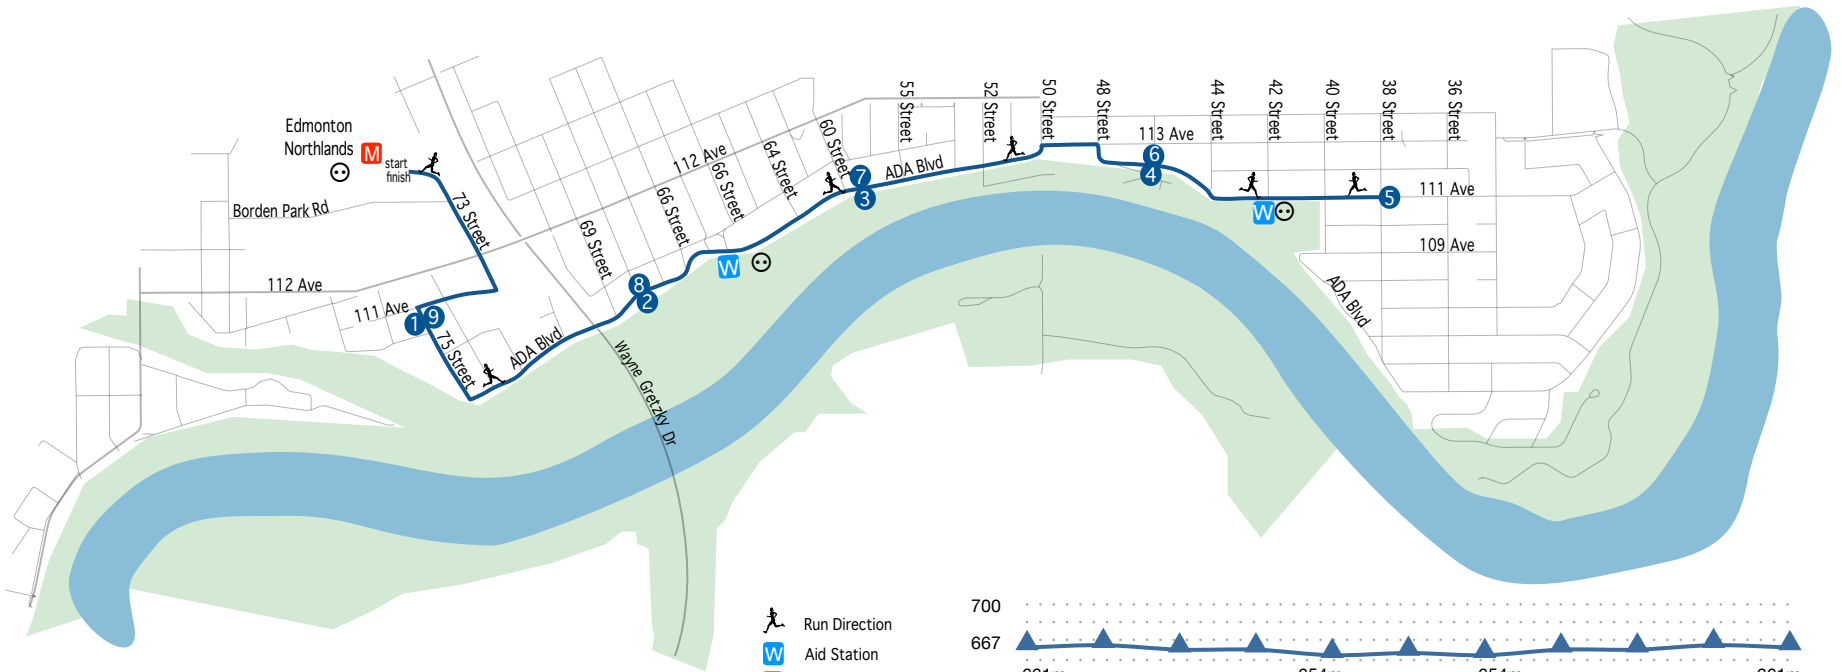 Edmonton
Northlands
M
start
finish
Borden Park Rd
73 Street
112 Ave
111 Ave
1
9
75 Street
ADA Blvd
Wayne Gretzky Dr
69 Street
8
2
66 Street
W
66 Street
112 Ave
64 Street
60 Street
7
3
ADA Blvd
55 Street
52 Street
50 Street
48 Street
113 Ave
6
4
44 Street
42 Street
40 Street
38 Street
36 Street
W
5
111 Ave
109 Ave
ADA Blvd
Run Direction
W
Aid Station
700
667